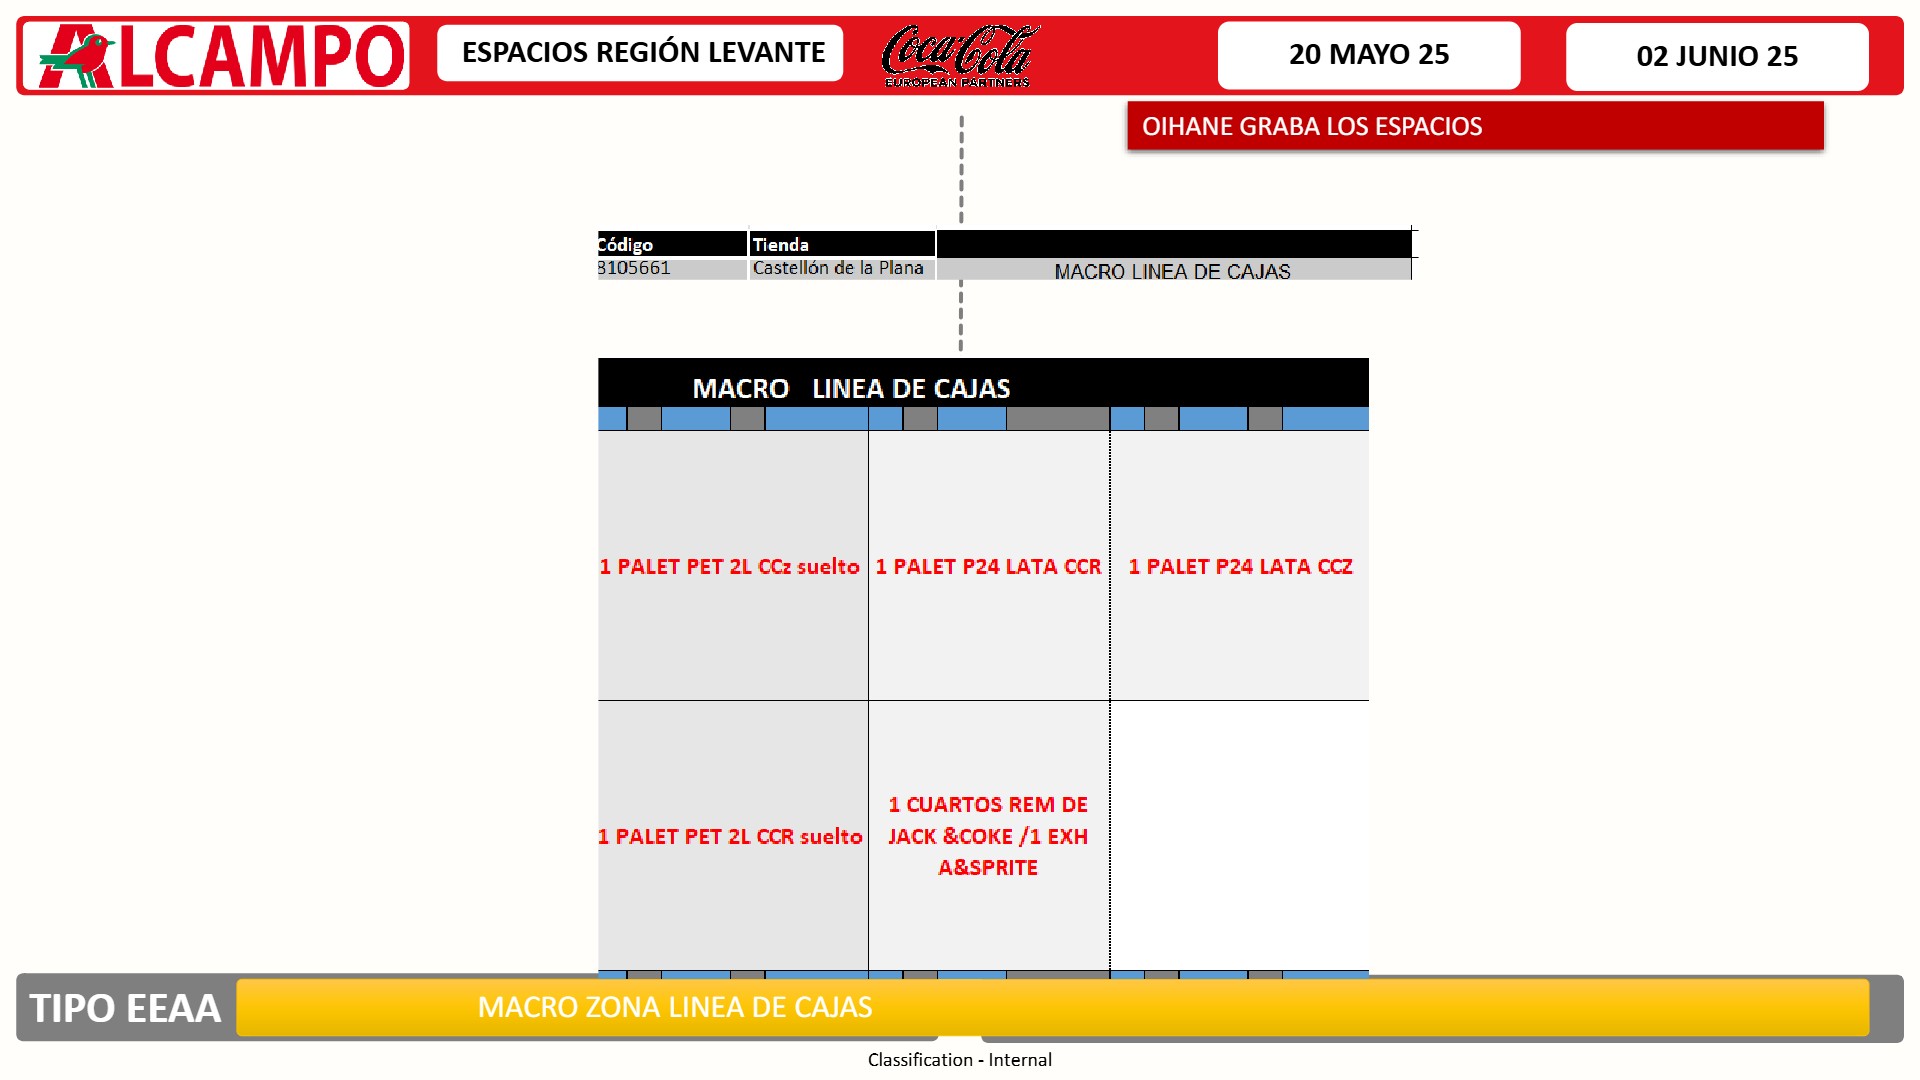 ALCAMPO
ESPACIOS REGIÓN LEVANTE
Coca-Cola
EUROPEAN PARTNERS
20 MAYO 25
02 JUNIO 25
OIHANE GRABA LOS ESPACIOS
Código Tienda
8105661 Castellón de la Plana MACRO LINEA DE CAJAS
MACRO LINEA DE CAJAS
1 PALET PET 2L CCz suelto
1 PALET P24 LATA CCR
1 PALET P24 LATA CCZ
1 PALET PET 2L CCR suelto
1 CUARTOS REM DE
JACK &COKE /1 EXH
A&SPRITE
TIPO EEAA
MACRO ZONA LINEA DE CAJAS
Classification - Internal